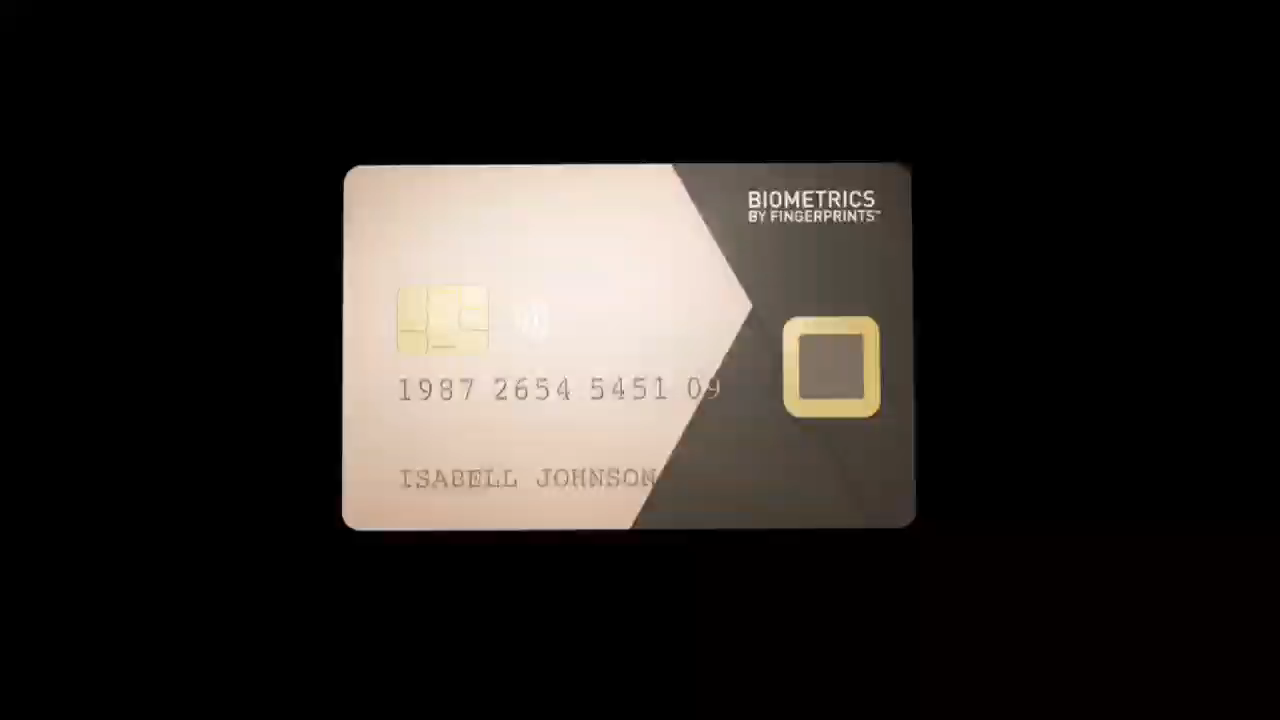 BIOMETRICS
BY FINGERPRINTS™
1987 2654 5451 09
ISABELL JOHNSON